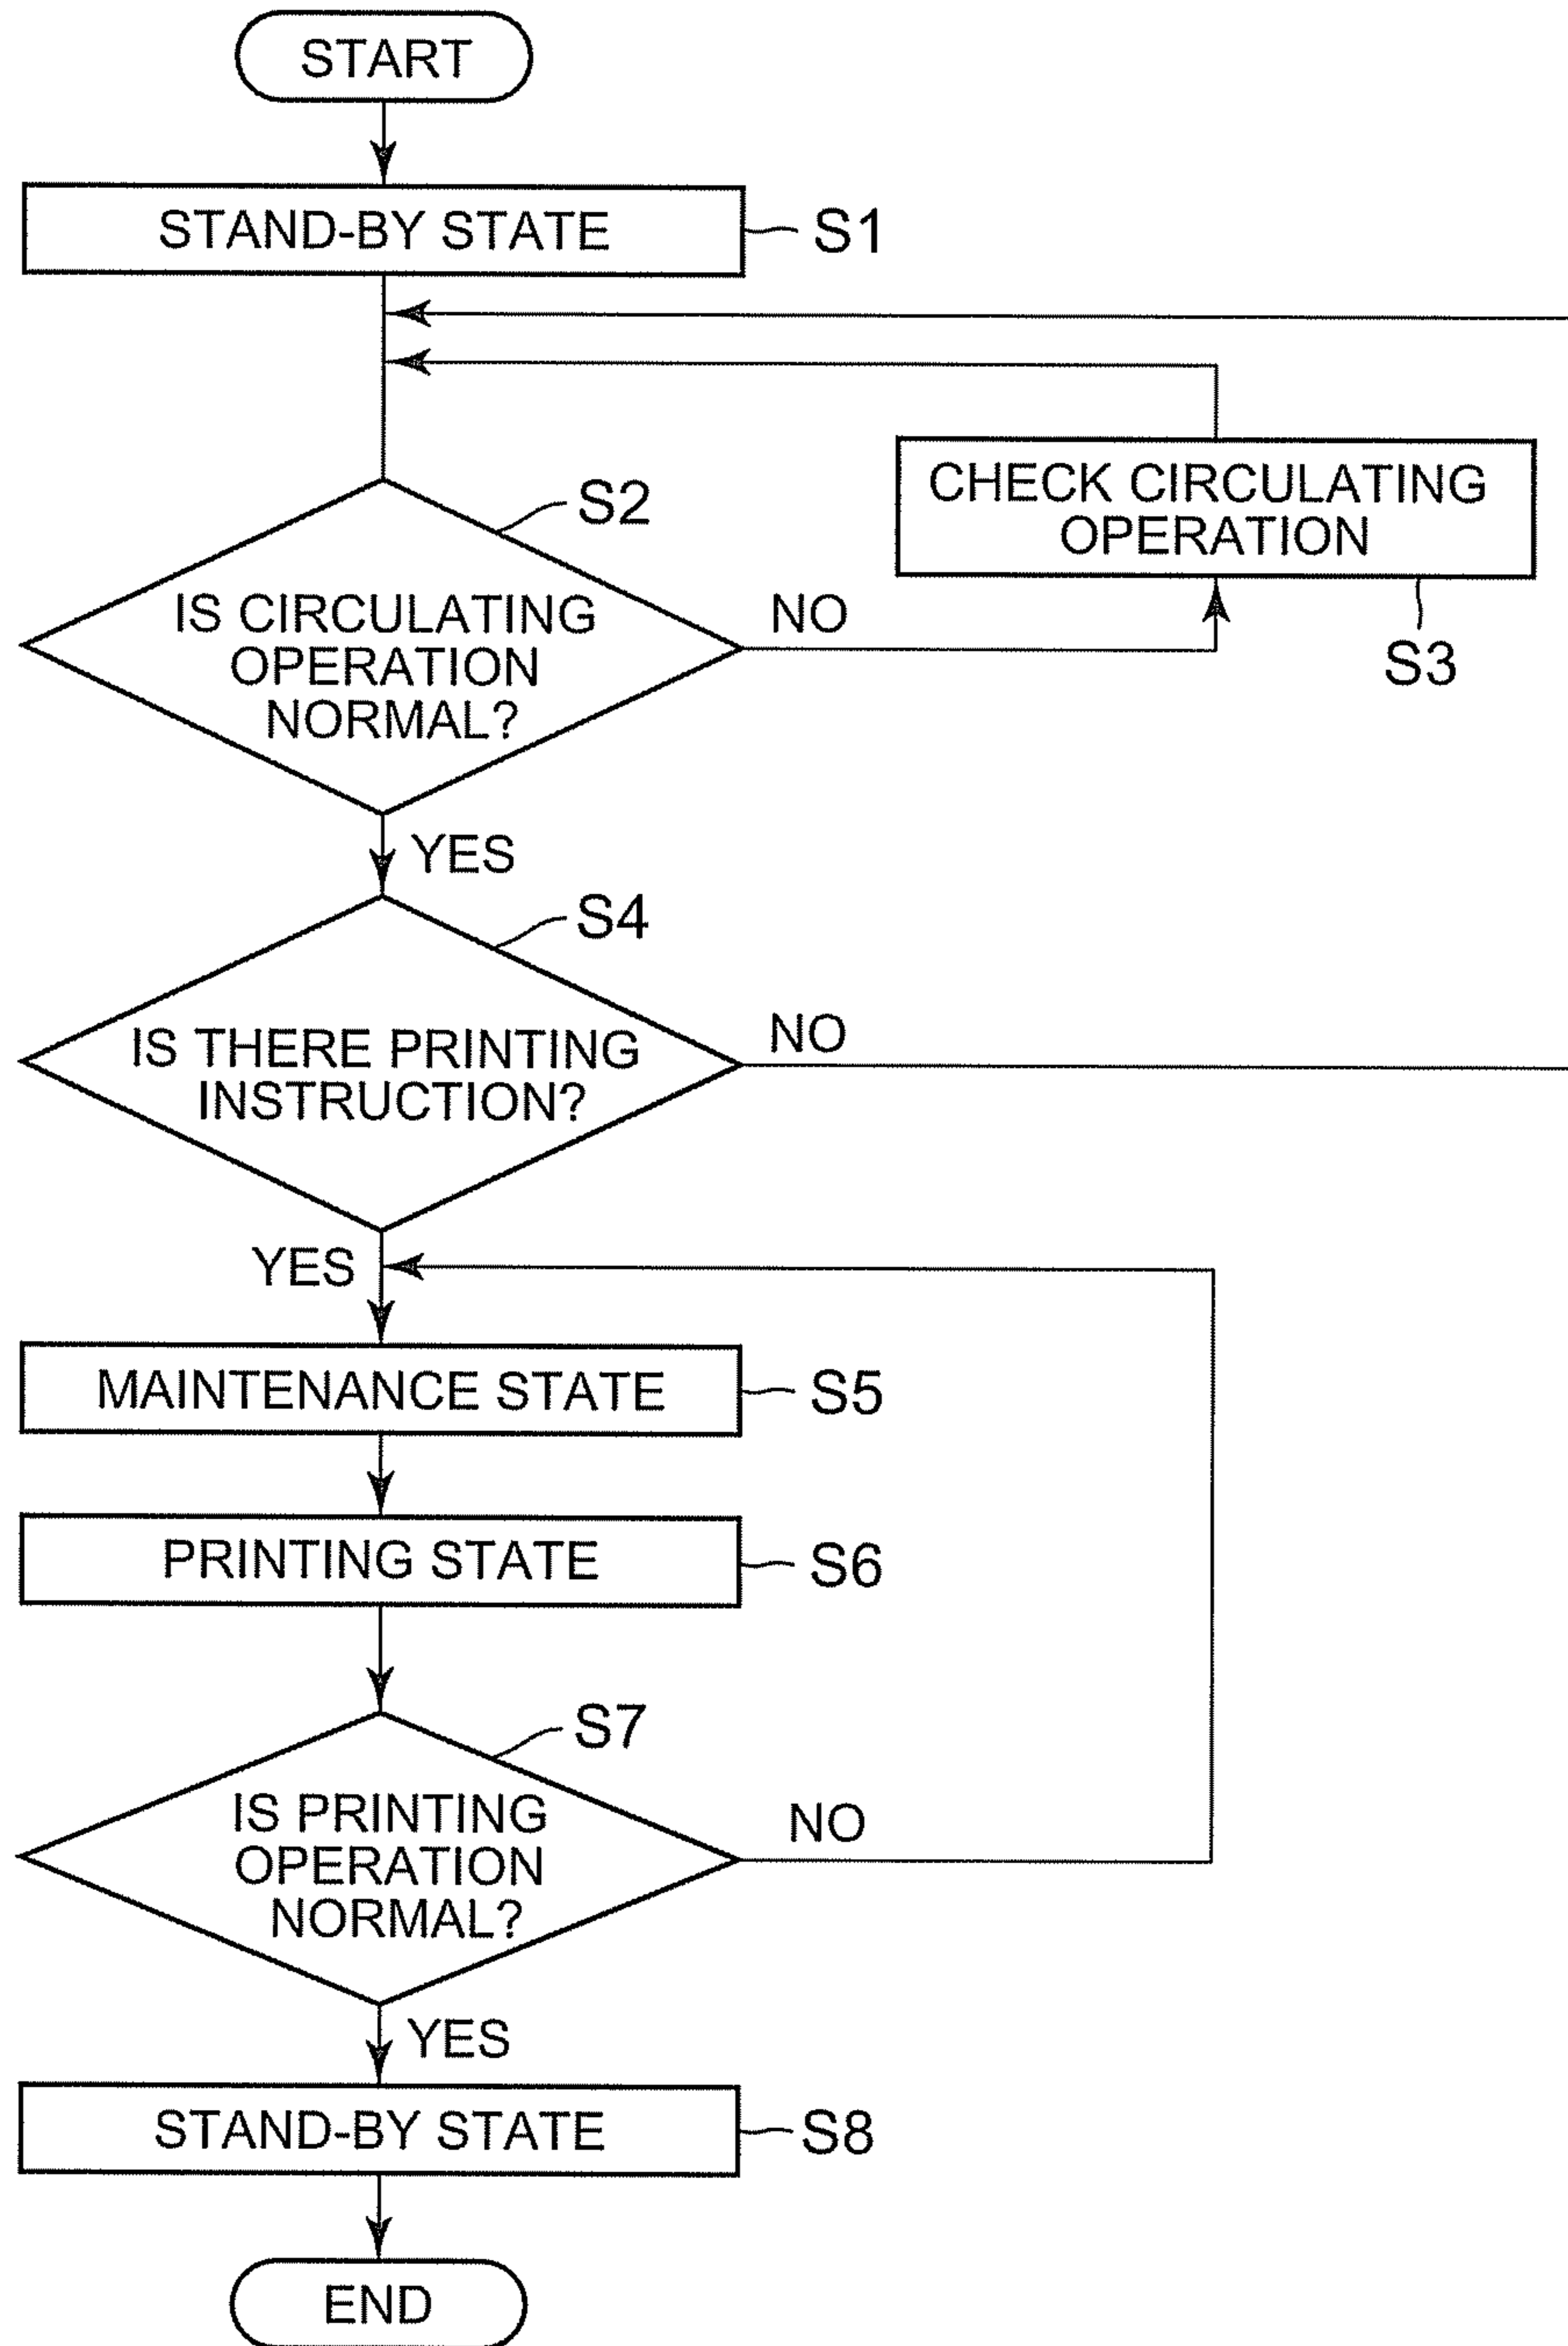 START
STAND-BY STATE
S1
CHECK CIRCULATING
OPERATION
S3
S2
IS CIRCULATING
OPERATION
NORMAL?
NO
YES
S4
IS THERE PRINTING
INSTRUCTION?
NO
YES
MAINTENANCE STATE
S5
PRINTING STATE
S6
S7
IS PRINTING
OPERATION
NORMAL?
NO
YES
STAND-BY STATE
S8
END